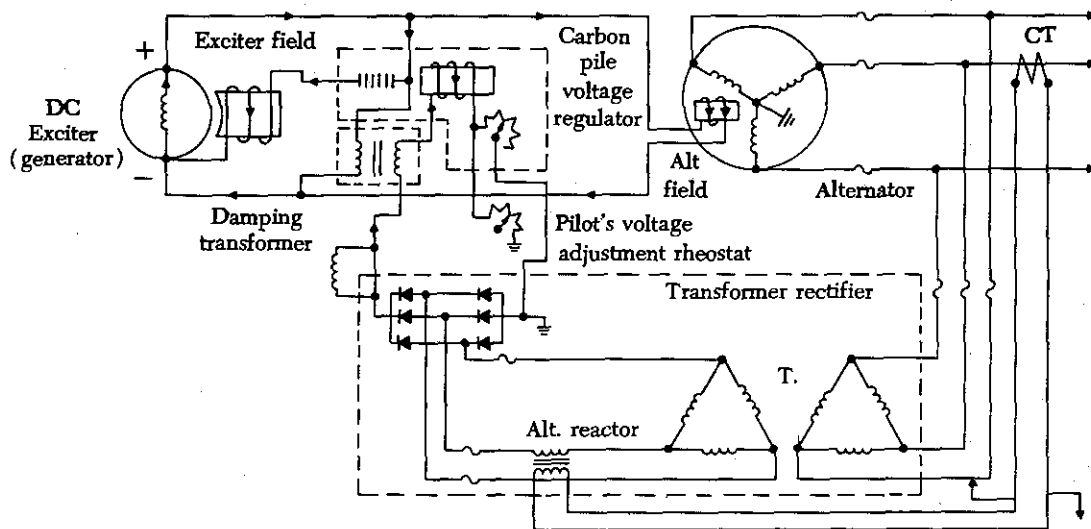 +
Exciter field
DC
Exciter
(generator)
−
Carbon
pile
voltage
regulator
CT
Alt
field
Alternator
Damping
transformer
Pilot's voltage
adjustment rheostat
Transformer rectifier
T.
Alt. reactor